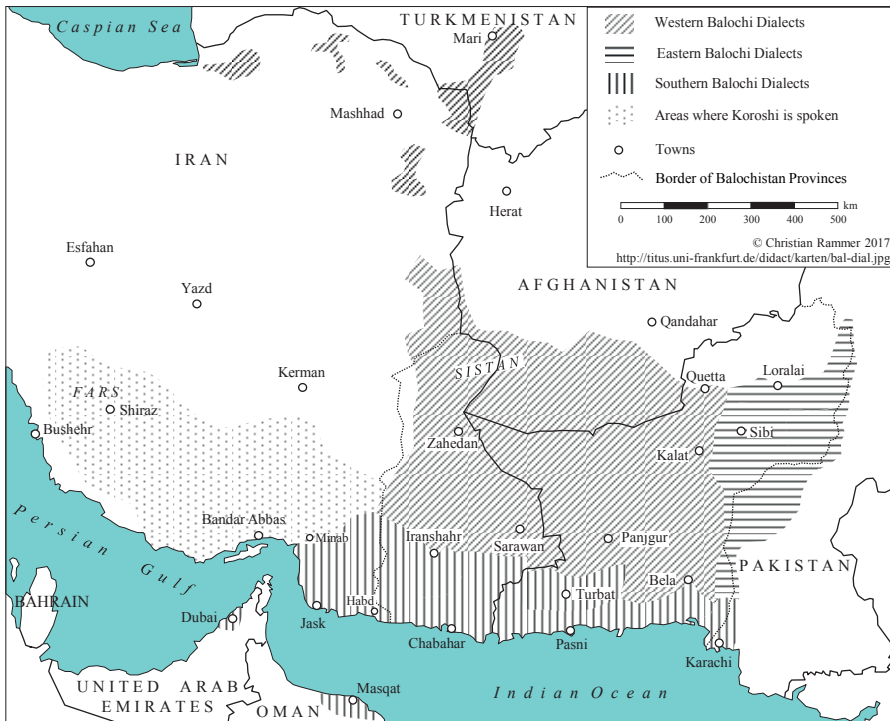 Caspian Sea
TURKMENISTAN
Mari
Mashhad
IRAN
Herat
Esfahan
Yazd
AFGHANISTAN
Qandahar
Kerman
SISTAN
FARS
Shiraz
Bushehr
Quetta
Loralai
Zahedan
Sibi
Kalat
Persian Gulf
Bandar Abbas
Minab
Iranshahr
Sarawan
Panjgur
PAKISTAN
BAHRAIN
Dubai
Jask
Habd
Turbat
Bela
Chabahar
Pasni
Karachi
UNITED ARAB
EMIRATES
OMAN
Masqat
Indian Ocean
Western Balochi Dialects
Eastern Balochi Dialects
Southern Balochi Dialects
Areas where Koroshi is spoken
Towns
Border of Balochistan Provinces
km
0 100 200 300 400 500
© Christian Rammer 2017
http://titus.uni-frankfurt.de/didact/karten/bal-dial.jpg